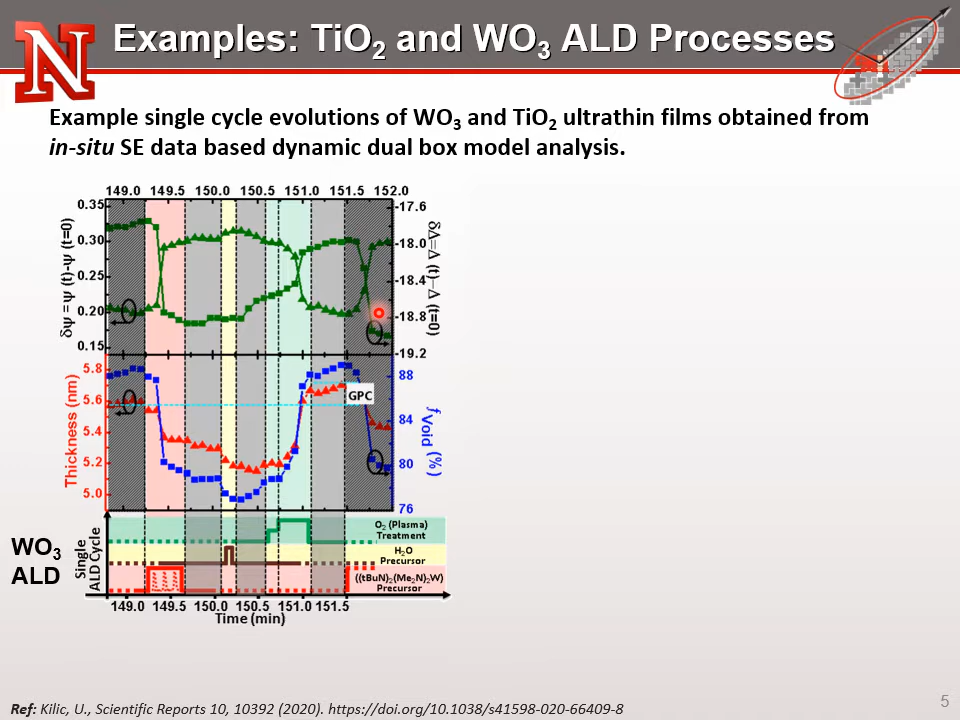 N
Examples: TiO2 and WO3 ALD Processes
Example single cycle evolutions of WO3 and TiO2 ultrathin films obtained from
in-situ SE data based dynamic dual box model analysis.
149.0 149.5 150.0 150.5 151.0 151.5 152.0
δψ = ψ (t)-ψ (t=0)
0.35
0.30
0.25
0.20
0.15
-17.6
-18.0
-18.4
-18.8
-19.2
δΔ=Δ (t)−Δ (t=0)
Thickness (nm)
5.8
5.6
5.4
5.2
5.0
GPC
88
84
80
76
f Void (%)
WO3
ALD
Single
ALD Cycle
O2 (Plasma)
Treatment
H2O
Precursor
((tBuN)2(Me2N)2W)
Precursor
149.0 149.5 150.0 150.5 151.0 151.5
Time (min)
Ref: Kilic, U., Scientific Reports 10, 10392 (2020). https://doi.org/10.1038/s41598-020-66409-8
5